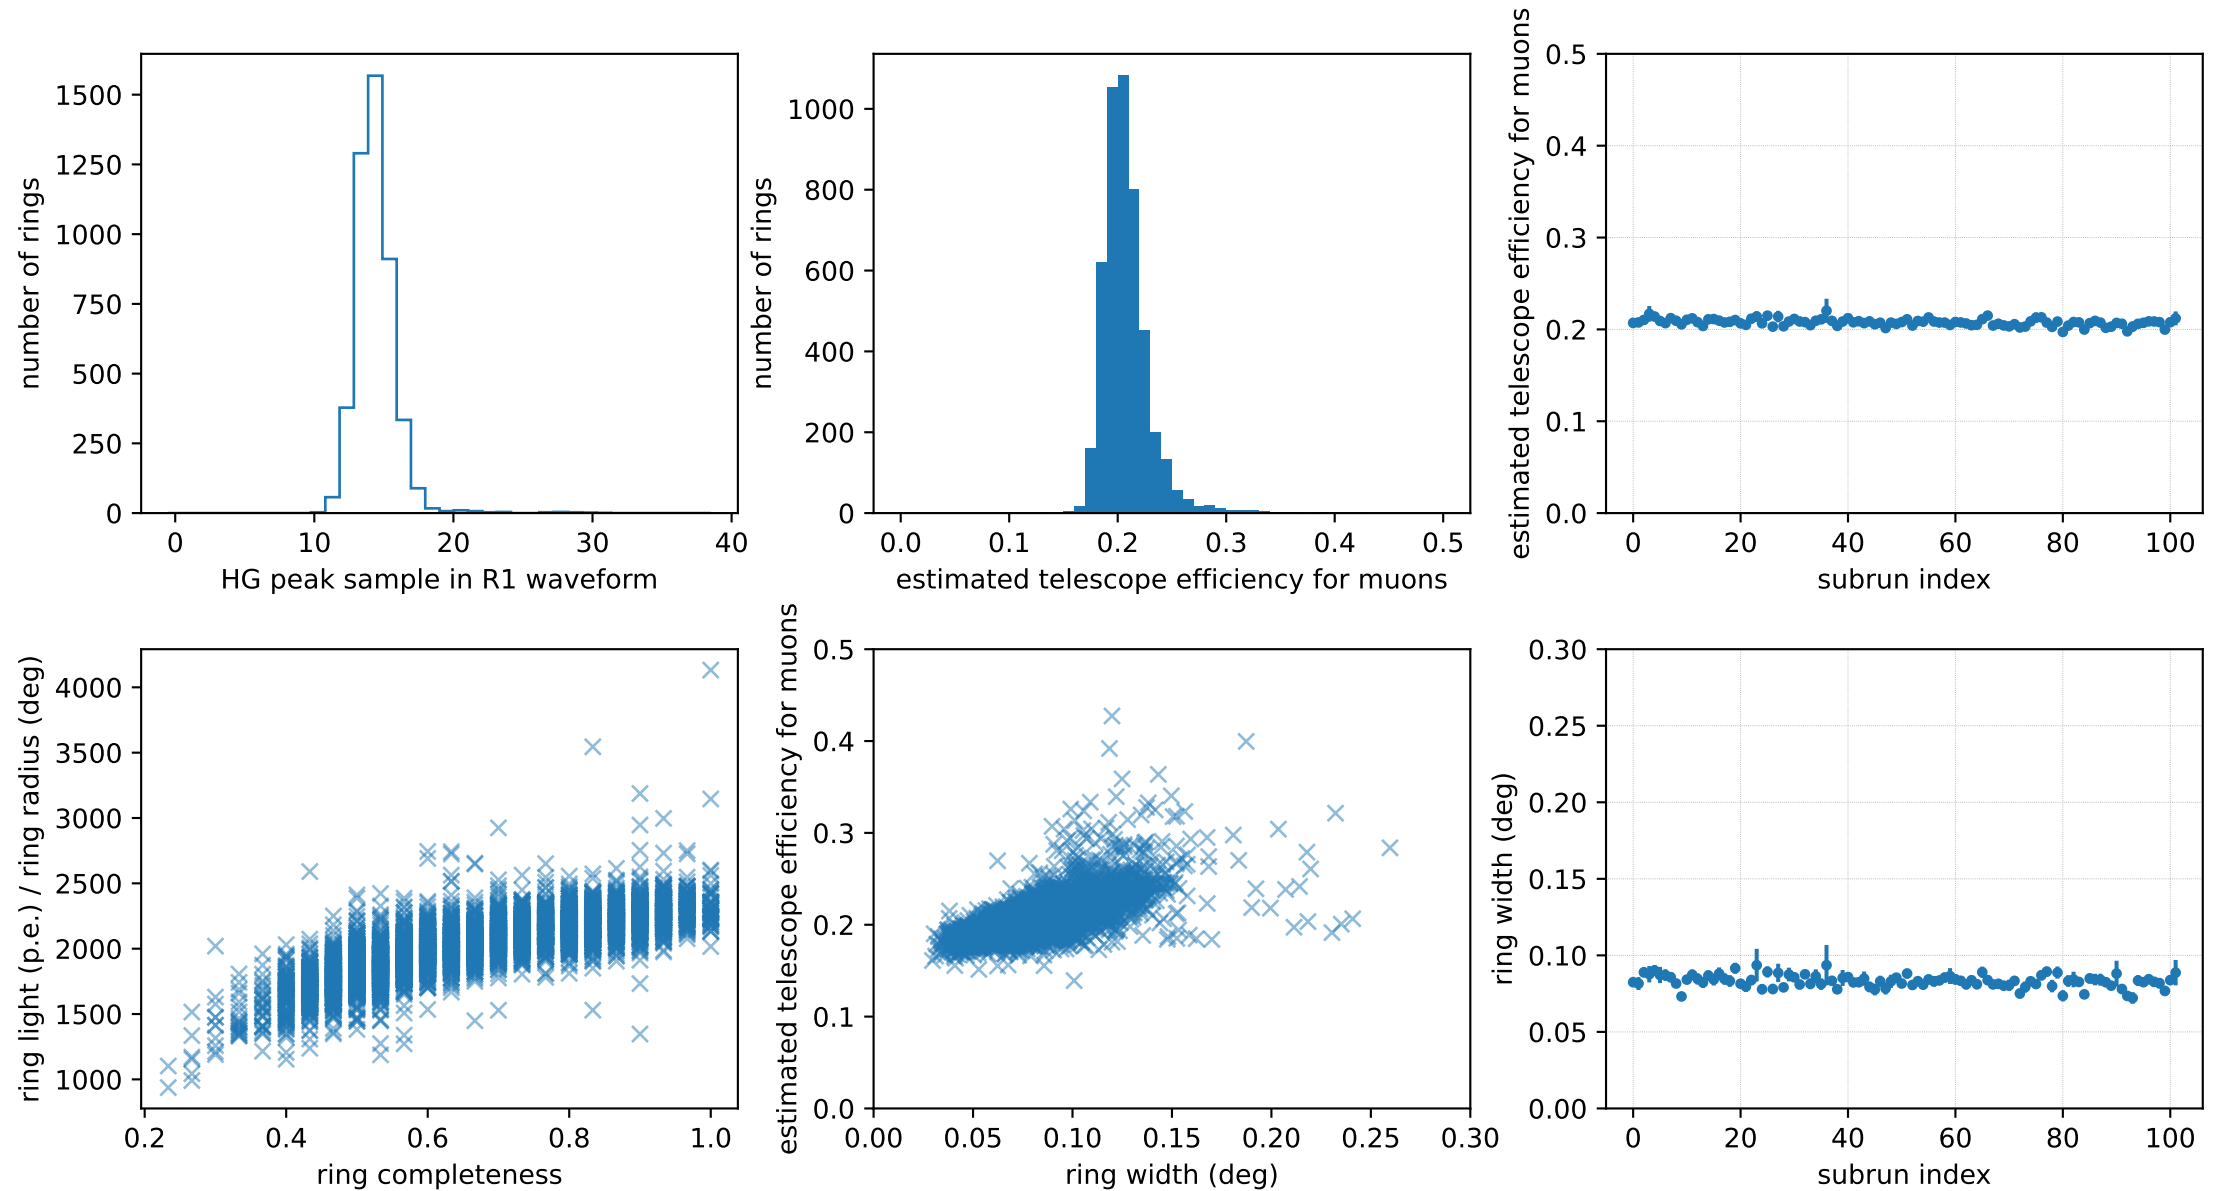 number of rings
1500
1250
1000
750
500
250
0
0 10 20 30 40
HG peak sample in R1 waveform
number of rings
1000
800
600
400
200
0
0.0 0.1 0.2 0.3 0.4 0.5
estimated telescope efficiency for muons
estimated telescope efficiency for muons
0.5
0.4
0.3
0.2
0.1
0.0
0 20 40 60 80 100
subrun index
ring light (p.e.) / ring radius (deg)
4000
3500
3000
2500
2000
1500
1000
0.2 0.4 0.6 0.8 1.0
ring completeness
estimated telescope efficiency for muons
0.5
0.4
0.3
0.2
0.1
0.0
0.00 0.05 0.10 0.15 0.20 0.25 0.30
ring width (deg)
ring width (deg)
0.30
0.25
0.20
0.15
0.10
0.05
0.00
0 20 40 60 80 100
subrun index